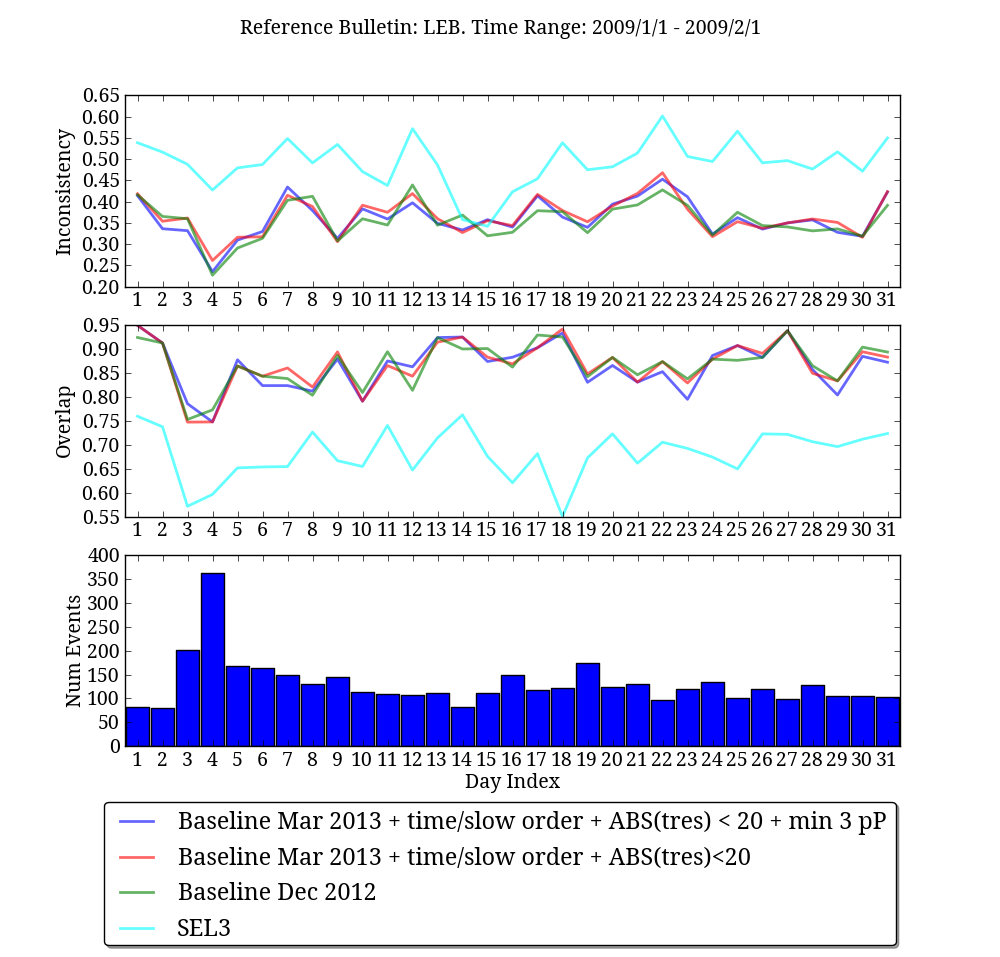 Reference Bulletin: LEB. Time Range: 2009/1/1 - 2009/2/1
Inconsistency
0.65
0.60
0.55
0.50
0.45
0.40
0.35
0.30
0.25
0.20
1 2 3 4 5 6 7 8 9 10 11 12 13 14 15 16 17 18 19 20 21 22 23 24 25 26 27 28 29 30 31
Overlap
0.95
0.90
0.85
0.80
0.75
0.70
0.65
0.60
0.55
1 2 3 4 5 6 7 8 9 10 11 12 13 14 15 16 17 18 19 20 21 22 23 24 25 26 27 28 29 30 31
Num Events
400
350
300
250
200
150
100
50
0
1 2 3 4 5 6 7 8 9 10 11 12 13 14 15 16 17 18 19 20 21 22 23 24 25 26 27 28 29 30 31
Day Index
Baseline Mar 2013 + time/slow order + ABS(tres) < 20 + min 3 pP
Baseline Mar 2013 + time/slow order + ABS(tres)<20
Baseline Dec 2012
SEL3